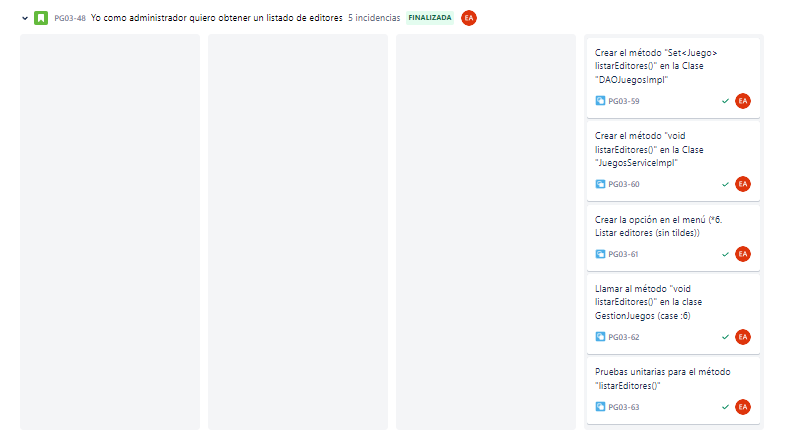 PG03-48 Yo como administrador quiero obtener un listado de editores 5 incidencias FINALIZADA EA
Crear el método "Set<Juego>
listarEditores()" en la Clase
"DAOJuegosImpl"
PG03-59 EA
Crear el método "void
listarEditores()" en la Clase
"JuegosServiceImpl"
PG03-60 EA
Crear la opción en el menú ("6.
Listar editores (sin tildes))
PG03-61 EA
Llamar al método "void
listarEditores()" en la clase
GestionJuegos (case :6)
PG03-62 EA
Pruebas unitarias para el método
"listarEditores()"
PG03-63 EA